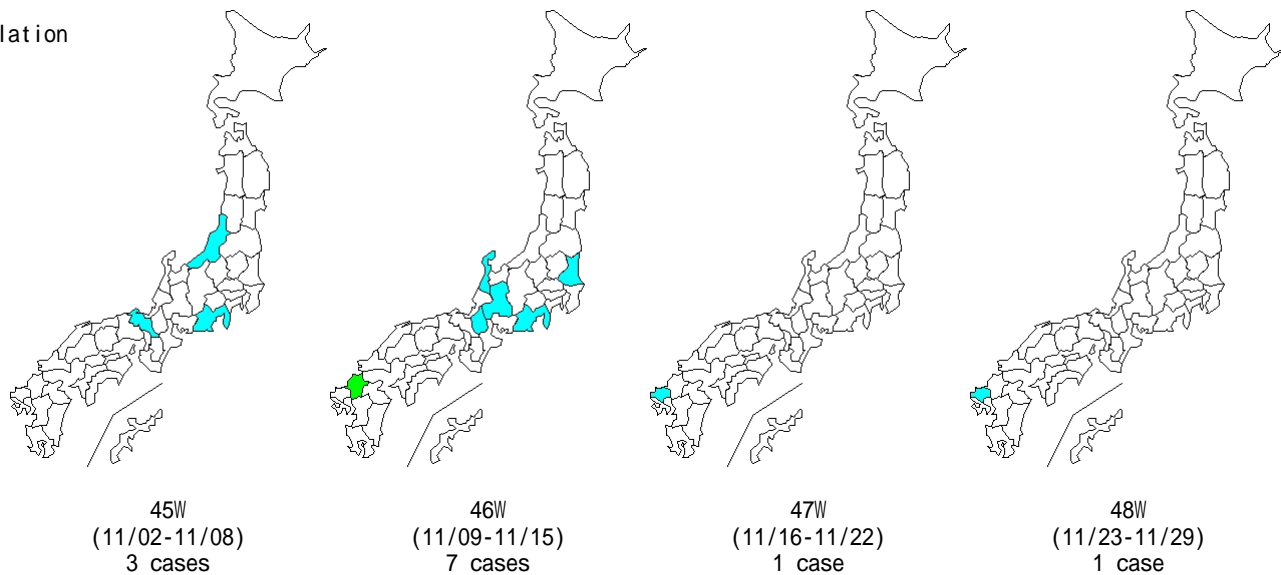 lation
45W
(11/02-11/08)
3 cases
46W
(11/09-11/15)
7 cases
47W
(11/16-11/22)
1 case
48W
(11/23-11/29)
1 case